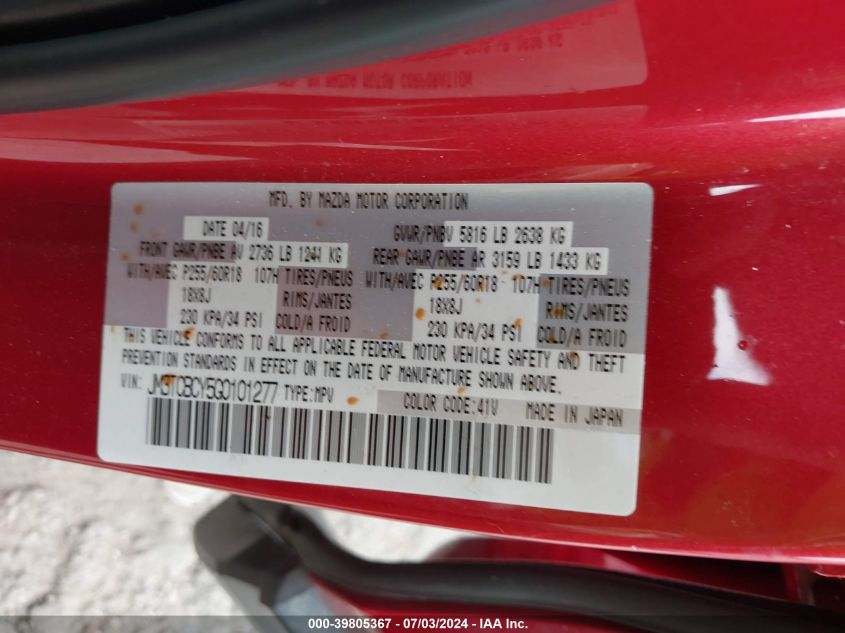 MFD. BY MAZDA MOTOR CORPORATION
DATE 04/16 GVWR/PNBV 5816 LB 2638 KG
FRONT GAWR/PNBE AV 2736 LB 1241 KG REAR GAWR/PNBE AR 3159 LB 1433 KG
WITH/AVEC P255/60R18 107H TIRES/PNEUS WITH/AVEC P255/60R18 107H TIRES/PNEUS
18X8J RIMS/JANTES 18X8J RIMS/JANTES
230 KPA/34 PSI COLD/A FROID 230 KPA/34 PSI COLD/A FROID
THIS VEHICLE CONFORMS TO ALL APPLICABLE FEDERAL MOTOR VEHICLE SAFETY AND THEFT
PREVENTION STANDARDS IN EFFECT ON THE DATE OF MANUFACTURE SHOWN ABOVE.
VIN: JM3TCBCY5G0101277 TYPE:MPV COLOR CODE:41V MADE IN JAPAN
000-39805367 - 07/03/2024 - IAA Inc.